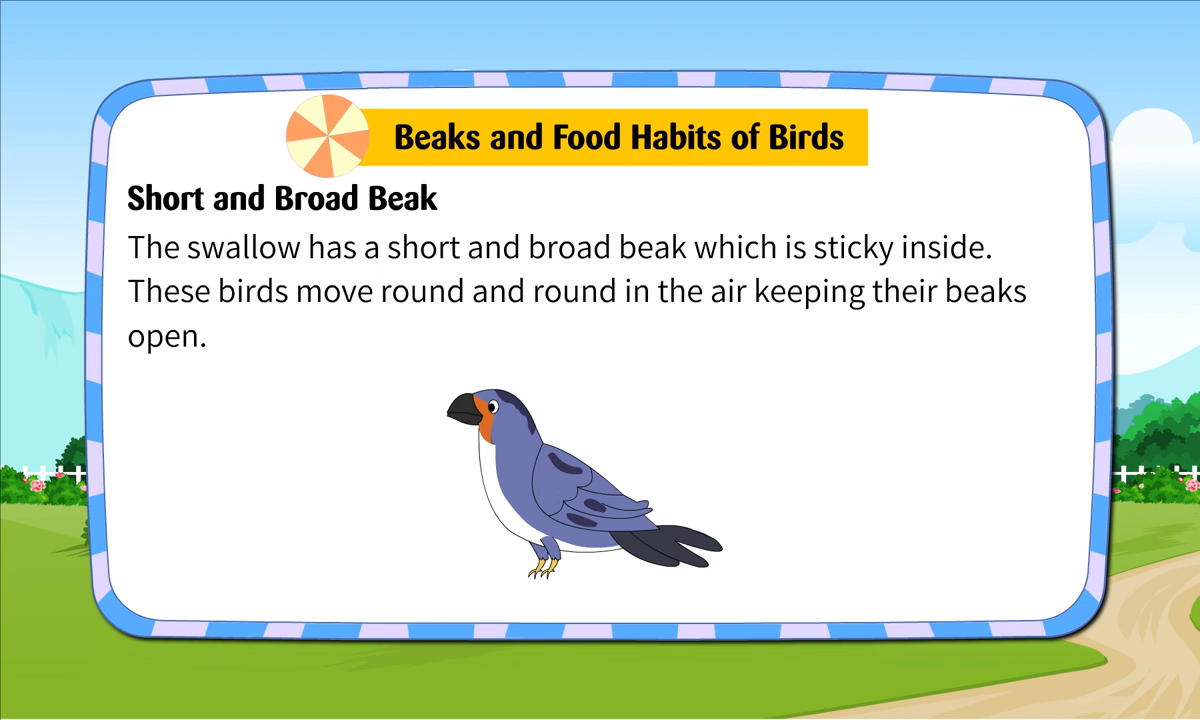 Beaks and Food Habits of Birds
Short and Broad Beak
The swallow has a short and broad beak which is sticky inside.
These birds move round and round in the air keeping their beaks
open.